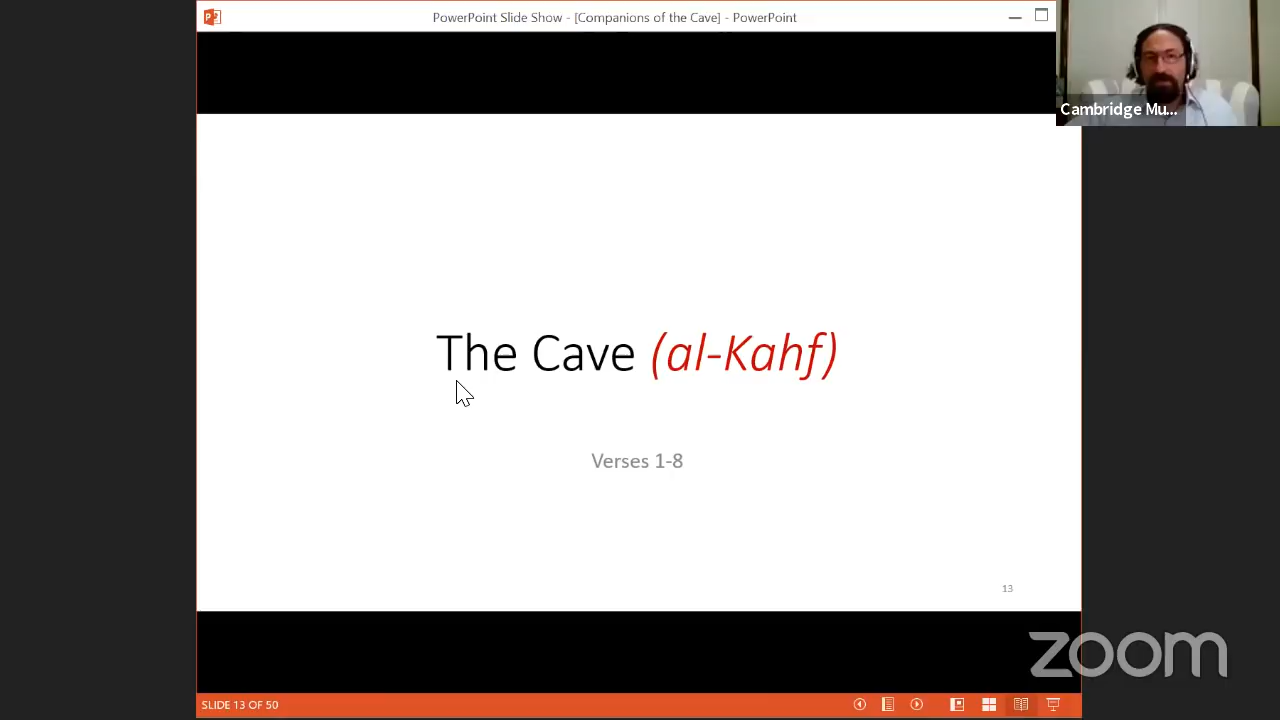 PowerPoint Slide Show - [Companions of the Cave] - PowerPoint
Cambridge Mu...
The Cave (al-Kahf)
Verses 1-8
13
zoom
SLIDE 13 OF 50